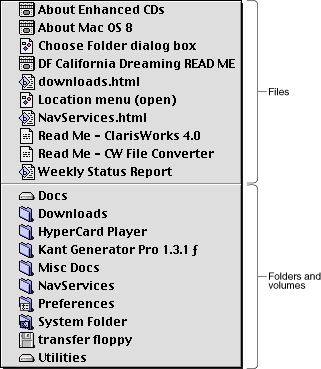 About Enhanced CDs
About Mac OS 8
Choose Folder dialog box
DF California Dreaming READ ME
downloads.html
Location menu (open)
NavServices.html
Read Me - ClarisWorks 4.0
Read Me - CW File Converter
Weekly Status Report
Files
Docs
Downloads
HyperCard Player
Kant Generator Pro 1.3.1 ƒ
Misc Docs
NavServices
Preferences
System Folder
transfer floppy
Utilities
Folders and
volumes